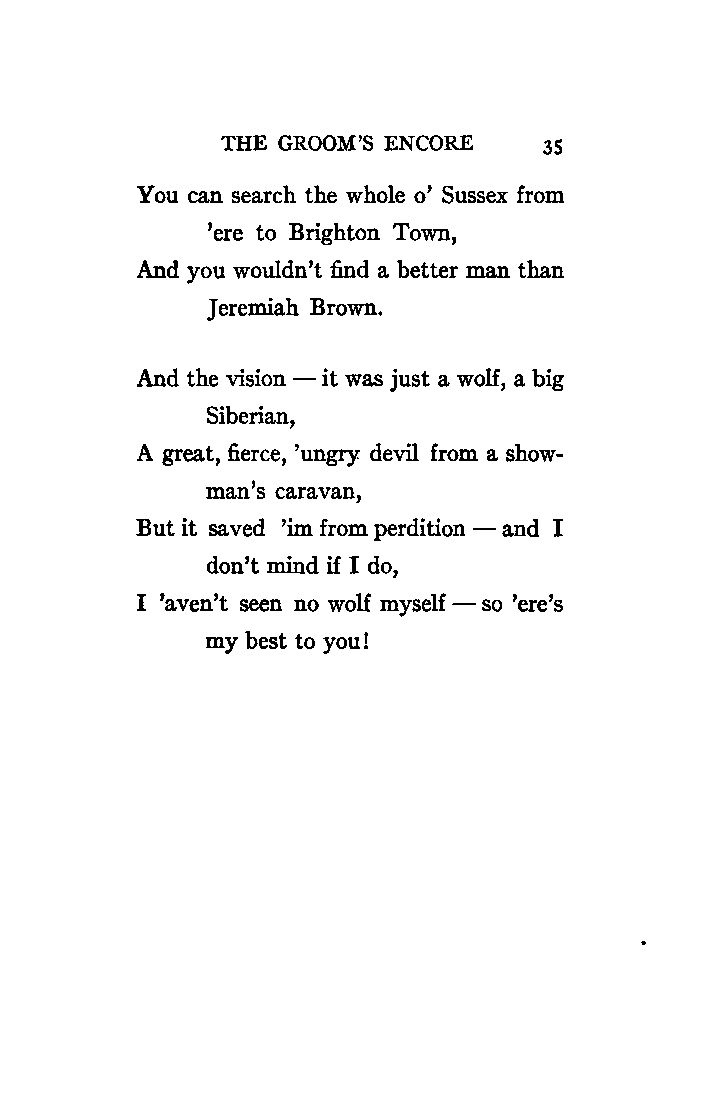 THE GROOM'S ENCORE 35
You can search the whole o' Sussex from
'ere to Brighton Town,
And you wouldn't find a better man than
Jeremiah Brown.
And the vision — it was just a wolf, a big
Siberian,
A great, fierce, 'ungry devil from a show-
man's caravan,
But it saved 'im from perdition — and I
don't mind if I do,
I 'aven't seen no wolf myself — so 'ere's
my best to you!